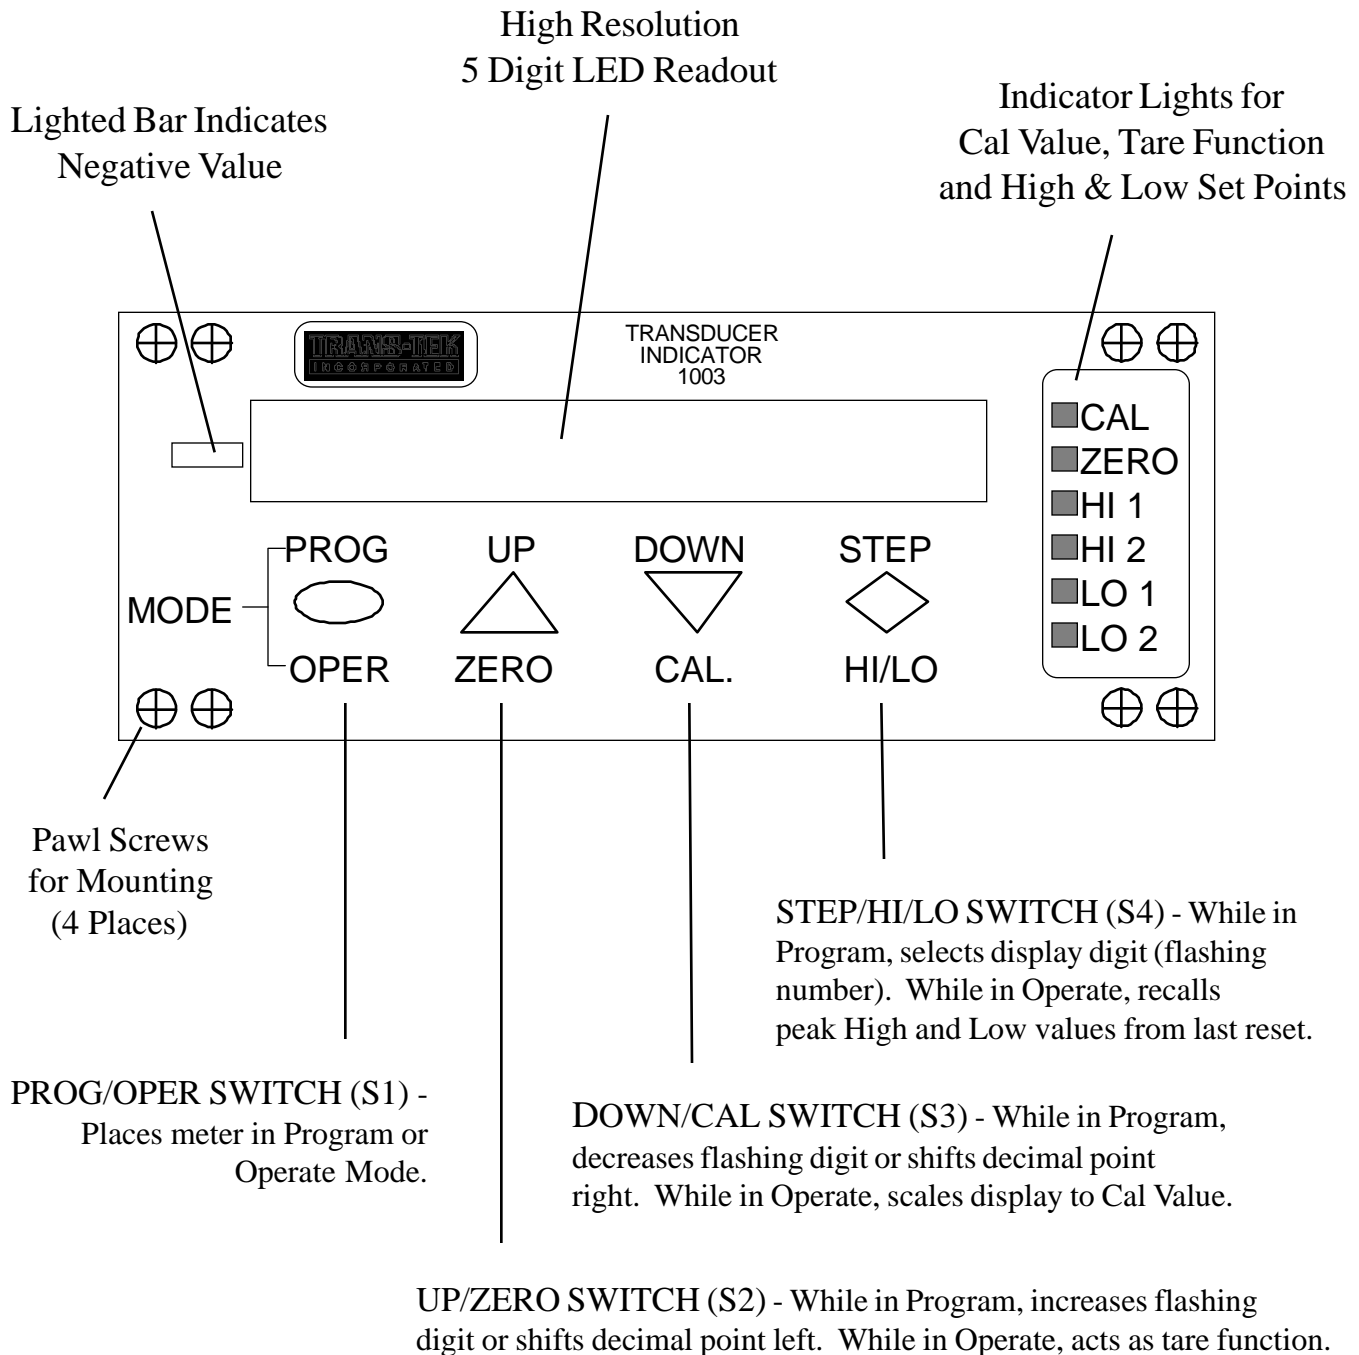 High Resolution
5 Digit LED Readout
Lighted Bar Indicates
Negative Value
Indicator Lights for
Cal Value, Tare Function
and High & Low Set Points
TRANS-TEK
INCORPORATED
TRANSDUCER
INDICATOR
1003
CAL
ZERO
HI 1
HI 2
LO 1
LO 2
PROG
UP
DOWN
STEP
MODE
OPER
ZERO
CAL.
HI/LO
Pawl Screws
for Mounting
(4 Places)
STEP/HI/LO SWITCH (S4) - While in
Program, selects display digit (flashing
number). While in Operate, recalls
peak High and Low values from last reset.
PROG/OPER SWITCH (S1) -
Places meter in Program or
Operate Mode.
DOWN/CAL SWITCH (S3) - While in Program,
decreases flashing digit or shifts decimal point
right. While in Operate, scales display to Cal Value.
UP/ZERO SWITCH (S2) - While in Program, increases flashing
digit or shifts decimal point left. While in Operate, acts as tare function.